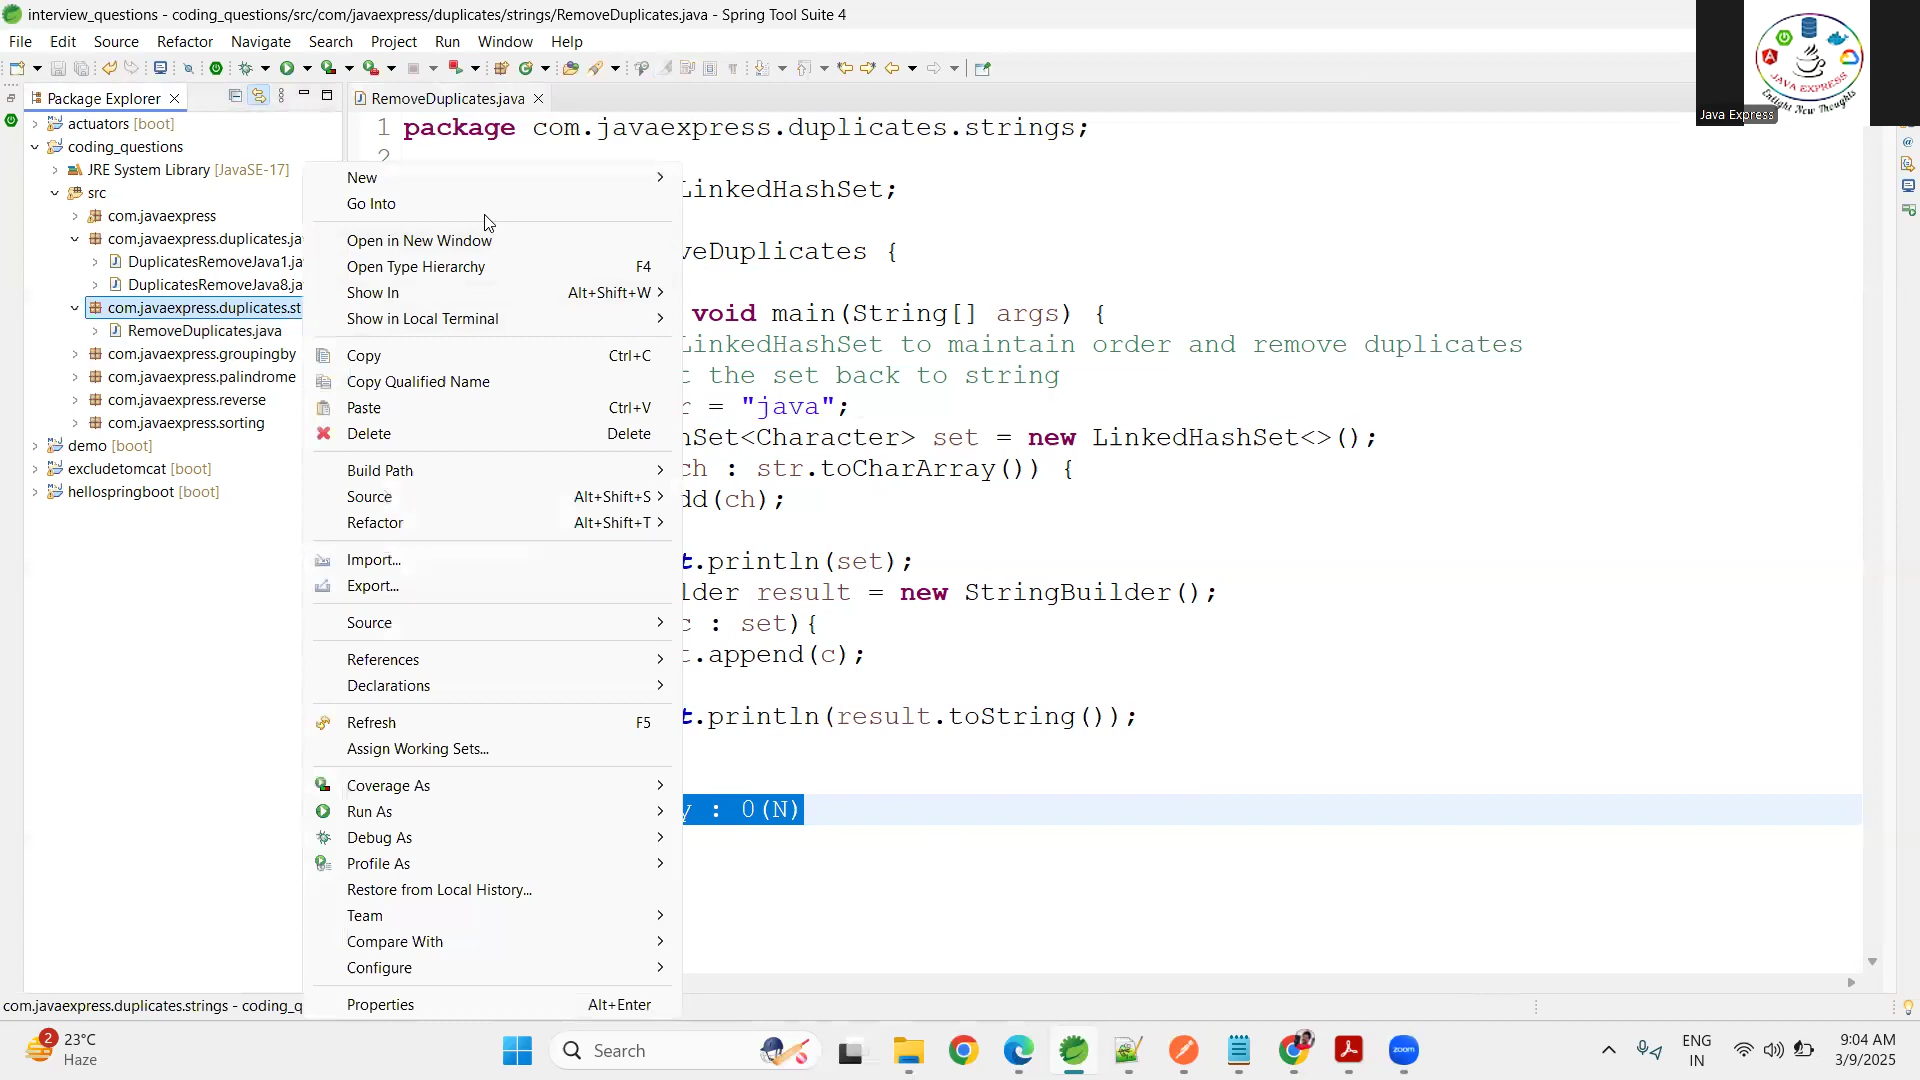 interview_questions - coding_questions/src/com/javaexpress/duplicates/strings/RemoveDuplicates.java - Spring Tool Suite 4
File Edit Source Refactor Navigate Search Project Run Window Help
Package Explorer
RemoveDuplicates.java
actuators [boot]
coding_questions
JRE System Library [JavaSE-17]
src
com.javaexpress
com.javaexpress.duplicates.ja
DuplicatesRemoveJava1.ja
DuplicatesRemoveJava8.ja
com.javaexpress.duplicates.st
RemoveDuplicates.java
com.javaexpress.groupingby
com.javaexpress.palindrome
com.javaexpress.reverse
com.javaexpress.sorting
demo [boot]
excludetomcat [boot]
hellospringboot [boot]
New
Go Into
Open in New Window
Open Type Hierarchy F4
Show In Alt+Shift+W
Show in Local Terminal
Copy Ctrl+C
Copy Qualified Name
Paste Ctrl+V
Delete Delete
Build Path
Source Alt+Shift+S
Refactor Alt+Shift+T
Import...
Export...
Source
References
Declarations
Refresh F5
Assign Working Sets...
Coverage As
Run As
Debug As
Profile As
Restore from Local History...
Team
Compare With
Configure
Properties Alt+Enter
1 package com.javaexpress.duplicates.strings;
2
LinkedHashSet;
veDuplicates {
void main(String[] args) {
LinkedHashSet to maintain order and remove duplicates
t the set back to string
r = "java";
hSet<Character> set = new LinkedHashSet<>();
ch : str.toCharArray()) {
dd(ch);
t.println(set);
lder result = new StringBuilder();
c : set){
t.append(c);
t.println(result.toString());
y : O(N)
JAVA EXPRESS
Enlight New Thoughts
Java Express
com.javaexpress.duplicates.strings - coding_q
2
23°C
Haze
Search
zoom
ENG
IN
9:04 AM
3/9/2025